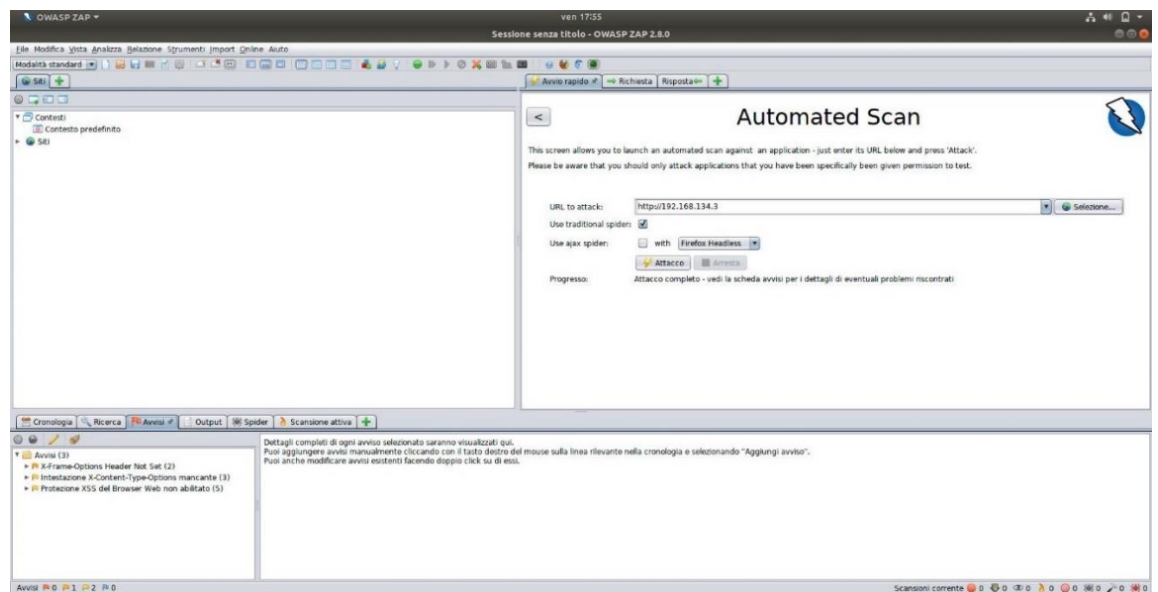 OWASP ZAP
ven 17:55
Sessione senza titolo - OWASP ZAP 2.8.0
File Modifica Vista Analizza Relazione Strumenti Import Online Aiuto
Modalità standard
Siti
Contesti
Contesto predefinito
Siti
Avvio rapido
Richiesta
Risposta
<
Automated Scan
This screen allows you to launch an automated scan against an application - just enter its URL below and press 'Attack'.
Please be aware that you should only attack applications that you have been specifically been given permission to test.
URL to attack: http://192.168.134.3 Selezione...
Use traditional spider:
Use ajax spider: with Firefox Headless
Attacco Arresta
Progresso: Attacco completo - vedi la scheda avvisi per i dettagli di eventuali problemi riscontrati
Cronologia Ricerca Avvisi Output Spider Scansione attiva
Avvisi (3)
X-Frame-Options Header Not Set (2)
Intestazione X-Content-Type-Options mancante (3)
Protezione XSS del Browser Web non abilitato (5)
Dettagli completi di ogni avviso selezionato saranno visualizzati qui.
Puoi aggiungere avvisi manualmente cliccando con il tasto destro del mouse sulla linea rilevante nella cronologia e selezionando "Aggiungi avviso".
Puoi anche modificare avvisi esistenti facendo doppio click su di essi.
Avvisi 0 1 2 0
Scansioni corrente 0 0 0 0 0 0 0 0